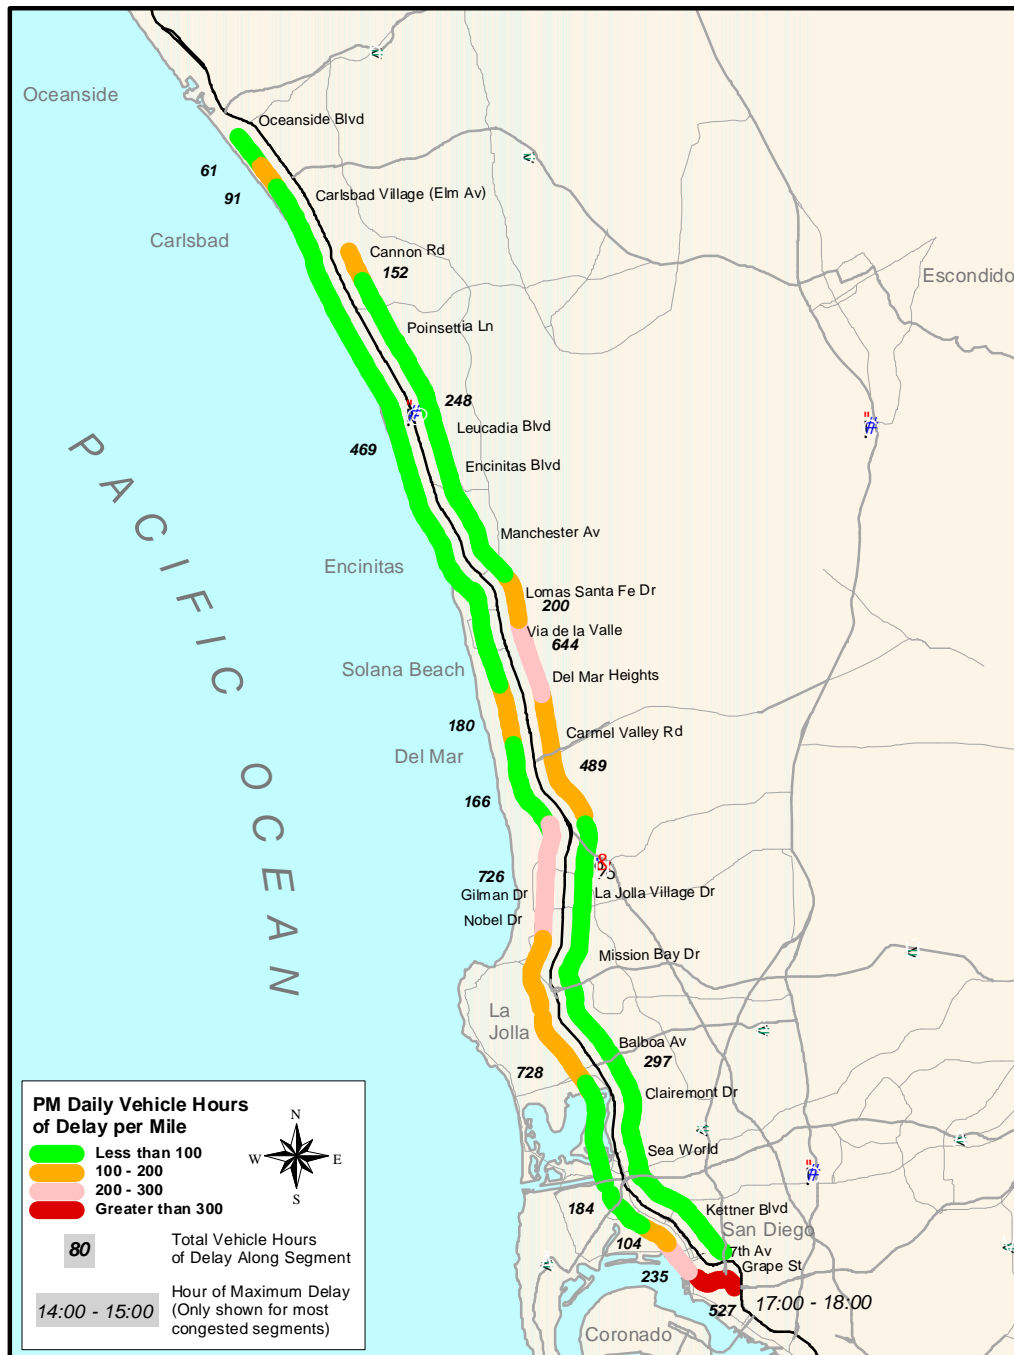 Oceanside
Oceanside Blvd
61
91
Carlsbad Village (Elm Av)
Carlsbad
Cannon Rd
152
Escondido
Poinsettia Ln
248
Leucadia Blvd
469
Encinitas Blvd
PACIFIC OCEAN
Manchester Av
Encinitas
Lomas Santa Fe Dr
200
Via de la Valle
644
Solana Beach
Del Mar Heights
180
Carmel Valley Rd
Del Mar
489
166
726
Gilman Dr
La Jolla Village Dr
Nobel Dr
Mission Bay Dr
La
Jolla
Balboa Av
297
728
Clairemont Dr
Sea World
184
Kettner Blvd
San Diego
104
7th Av
Grape St
235
527
17:00 - 18:00
Coronado
PM Daily Vehicle Hours
of Delay per Mile
Less than 100
100 - 200
200 - 300
Greater than 300
N
W
E
S
80
Total Vehicle Hours
of Delay Along Segment
14:00 - 15:00
Hour of Maximum Delay
(Only shown for most
congested segments)